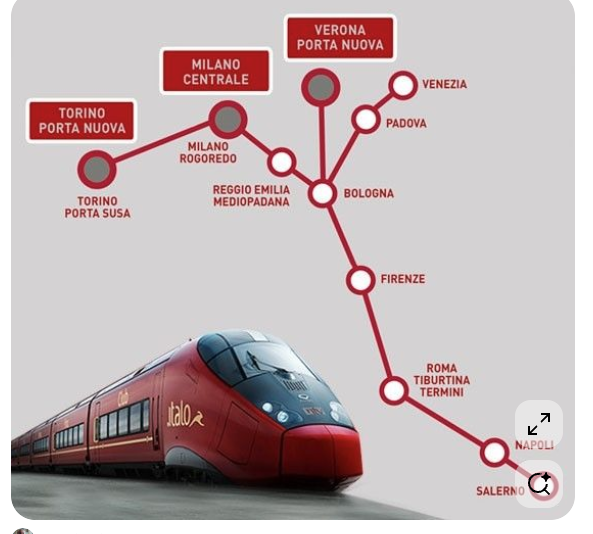 VERONA
PORTA NUOVA
MILANO
CENTRALE
VENEZIA
TORINO
PORTA NUOVA
PADOVA
MILANO
ROGOREDO
REGGIO EMILIA
MEDIOPADANA
BOLOGNA
TORINO
PORTA SUSA
FIRENZE
ROMA
TIBURTINA
TERMINI
Club
italo
NAPOLI
SALERNO